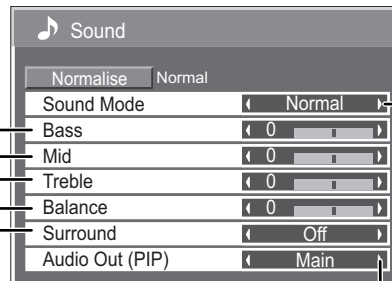 Sound
Normalise Normal
Sound Mode Normal
Bass 0
Mid 0
Treble 0
Balance 0
Surround Off
Audio Out (PIP) Main